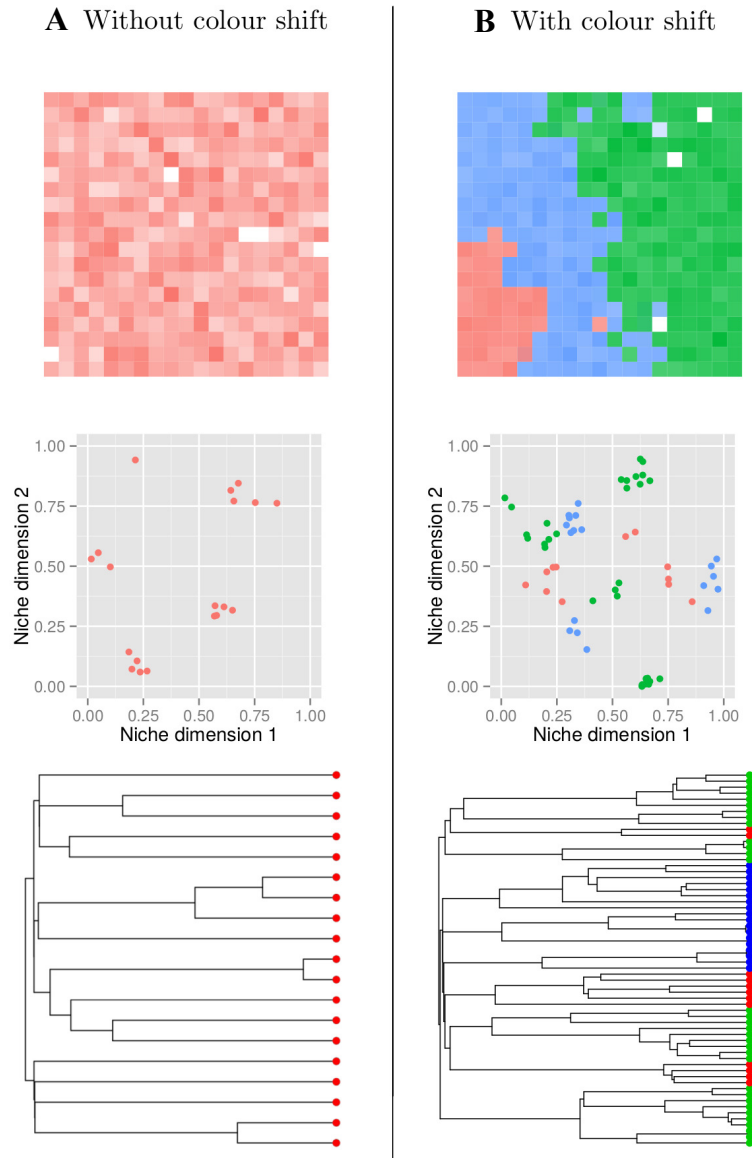 A Without colour shift
B With colour shift
1.00
0.75
0.50
0.25
0.00
Niche dimension 2
0.00 0.25 0.50 0.75 1.00
Niche dimension 1
1.00
0.75
0.50
0.25
0.00
Niche dimension 2
0.00 0.25 0.50 0.75 1.00
Niche dimension 1